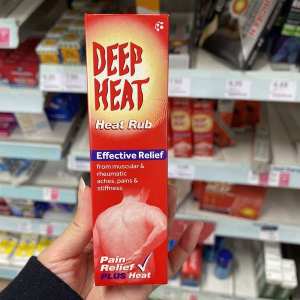 DEEP
HEAT
Heat Rub
Effective Relief
from muscular &
rheumatic
aches, pains &
stiffness
Pain
Relief
PLUS Heat